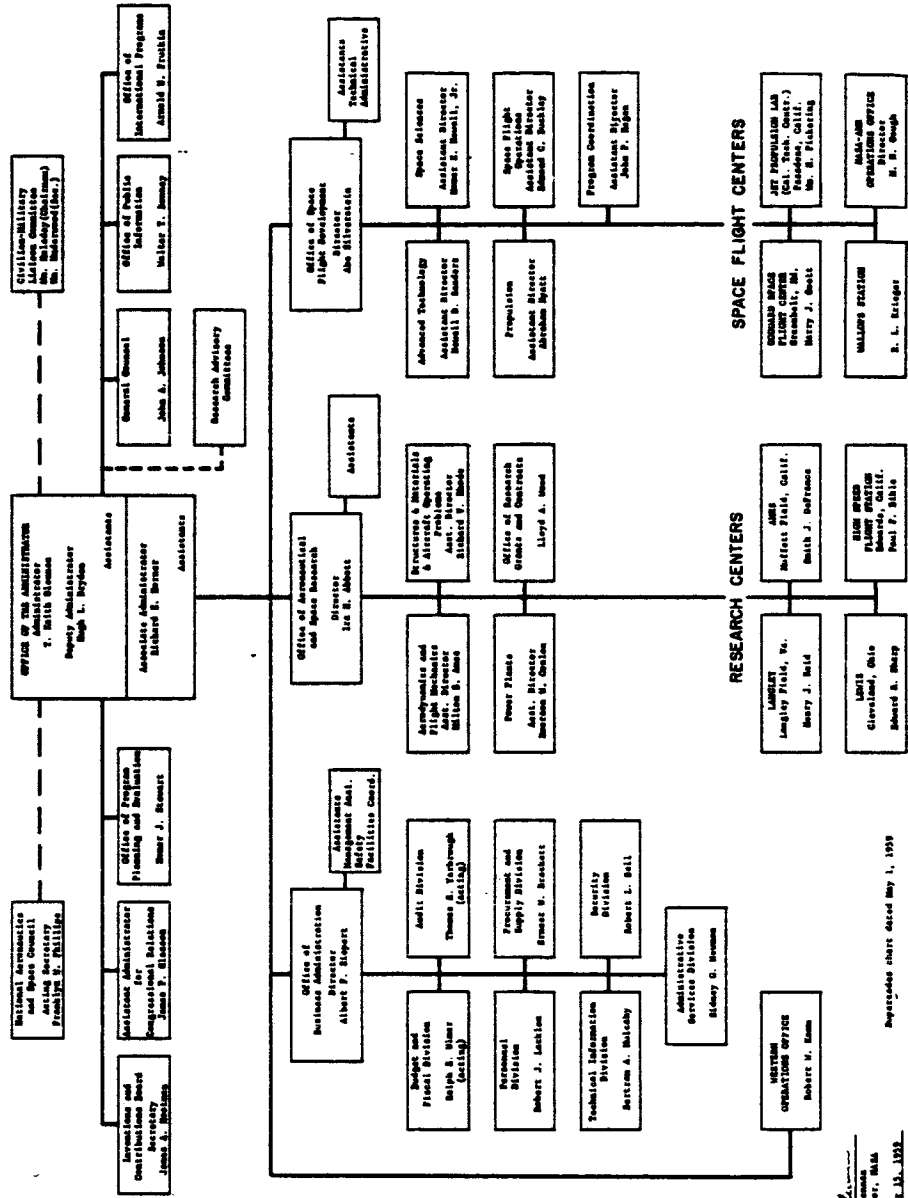 National Aeronautics
and Space Council
Acting Secretary
Franklyn W. Phillips
OFFICE OF THE ADMINISTRATOR
Administrator
T. Keith Glennan
Deputy Administrator
Hugh L. Dryden
Assistants
Associate Administrator
Richard E. Horner
Assistants
Civilian-Military
Liaison Committee
Wm. Holaday (Chairman)
Wm. Underwood (Sec.)
Inventions and
Contributions Board
Secretary
James A.
Assistant Administrator
for
Congressional Relations
James P. Gleason
Office of Program
Planning and Evaluation
Homer J. Stewart
General Counsel
John A. Johnson
Office of Public
Information
Walter T. Bonney
Office of
International Programs
Arnold W. Frutkin
Research Advisory
Committees
Office of
Business Administration
Director
Albert F. Siepert
Assistants
Management Anal.
Safety
Facilities Coord.
Office of Aeronautical
and Space Research
Director
Ira H. Abbott
Assistants
Office of Space
Flight Development
Director
Abe Silverstein
Assistants
Technical
Administrative
Budget and
Fiscal Division
Ralph E. Ulmer
(Acting)
Audit Division
Thomas E. Yarbrough
(Acting)
Personnel
Division
Robert J. Lacklen
Procurement and
Supply Division
Ernest W. Brackett
Technical Information
Division
Bertram A. Mulcahy
Security
Division
Robert L. Bell
Administrative
Services Division
Sidney G.
Aerodynamics and
Flight Mechanics
Asst. Director
Milton B. Ames
Structures & Materials
& Aircraft Operating
Problems
Asst. Director
Richard V. Rhode
Power Plants
Asst. Director
Emerson W. Conlon
Office of Research
Grants and Contracts
Lloyd A. Wood
Advanced Technology
Assistant Director
Newell D. Sanders
Space Sciences
Assistant Director
Homer E. Newell, Jr.
Propulsion
Assistant Director
Abraham Hyatt
Space Flight
Operations
Assistant Director
Edmond C. Buckley
Program Coordination
Assistant Director
John P. Hagen
RESEARCH CENTERS
SPACE FLIGHT CENTERS
WESTERN
OPERATIONS OFFICE
Robert W. Kamm
LANGLEY
Langley Field, Va.
Henry J. Reid
AMES
Moffett Field, Calif.
Smith J. DeFrance
LEWIS
Cleveland, Ohio
Edward R. Sharp
HIGH SPEED
FLIGHT STATION
Edwards, Calif.
Paul F. Bikle
GODDARD SPACE
FLIGHT CENTER
Greenbelt, Md.
Harry J. Goett
JET PROPULSION LAB
(Cal. Tech. Contr.)
Pasadena, Calif.
Wm. H. Pickering
WALLOPS STATION
R. L. Krieger
NASA-AMR
OPERATIONS OFFICE
Director
M. N. Gough
Supersedes chart dated May 1, 1959